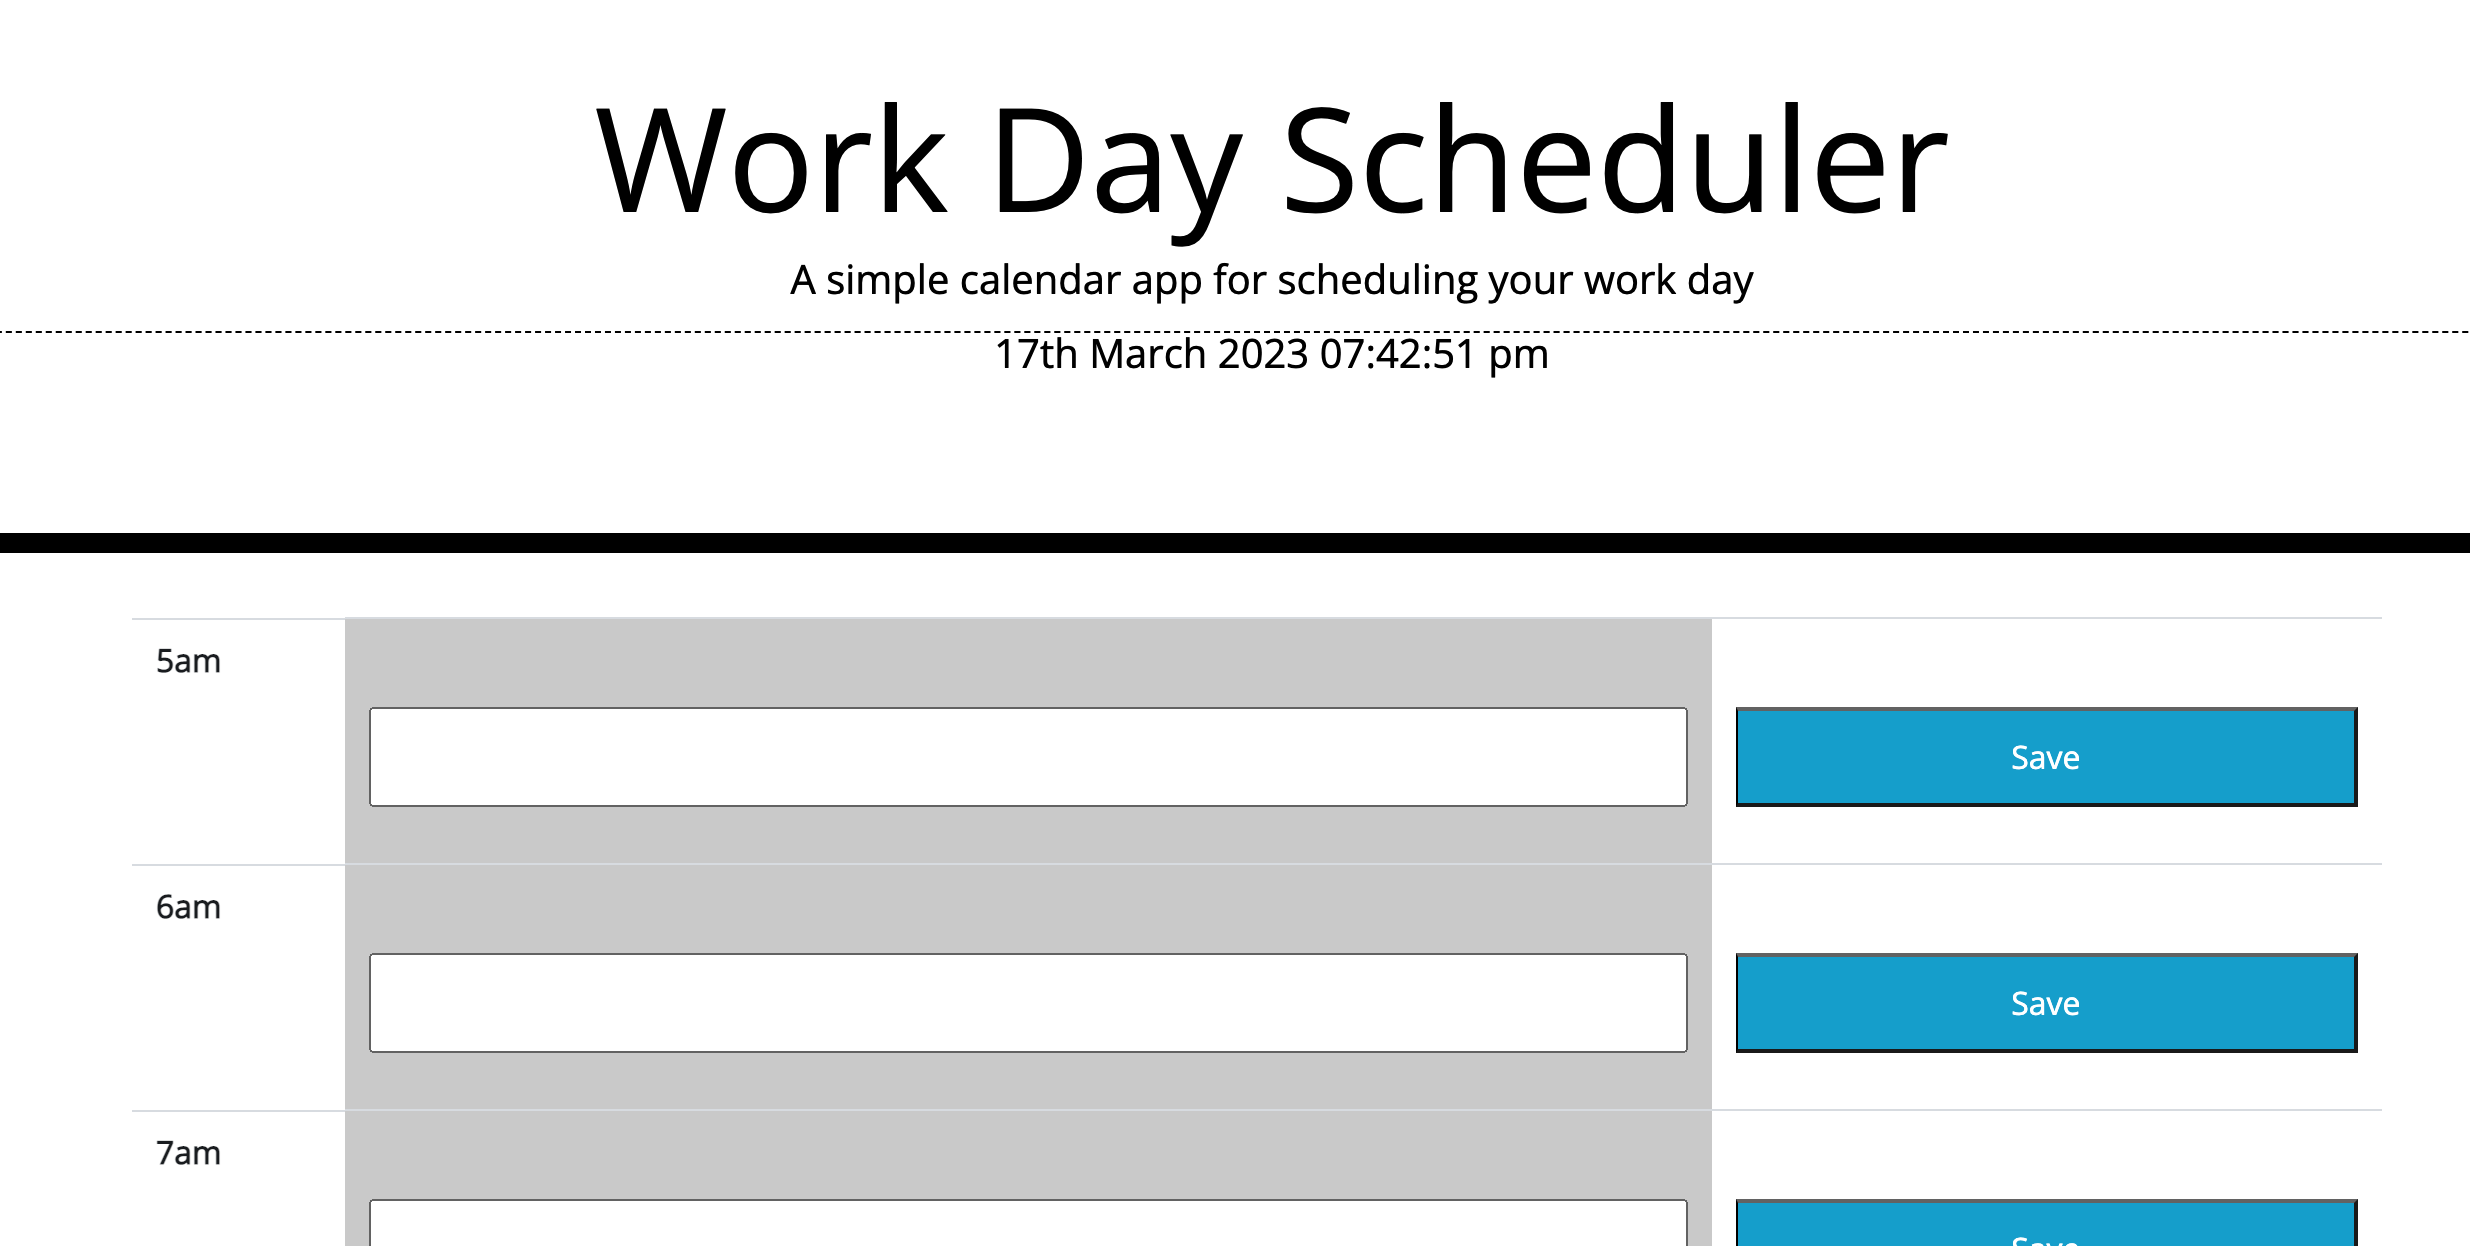 Work Day Scheduler
A simple calendar app for scheduling your work day
17th March 2023 07:42:51 pm
5am
Save
6am
Save
7am
Save